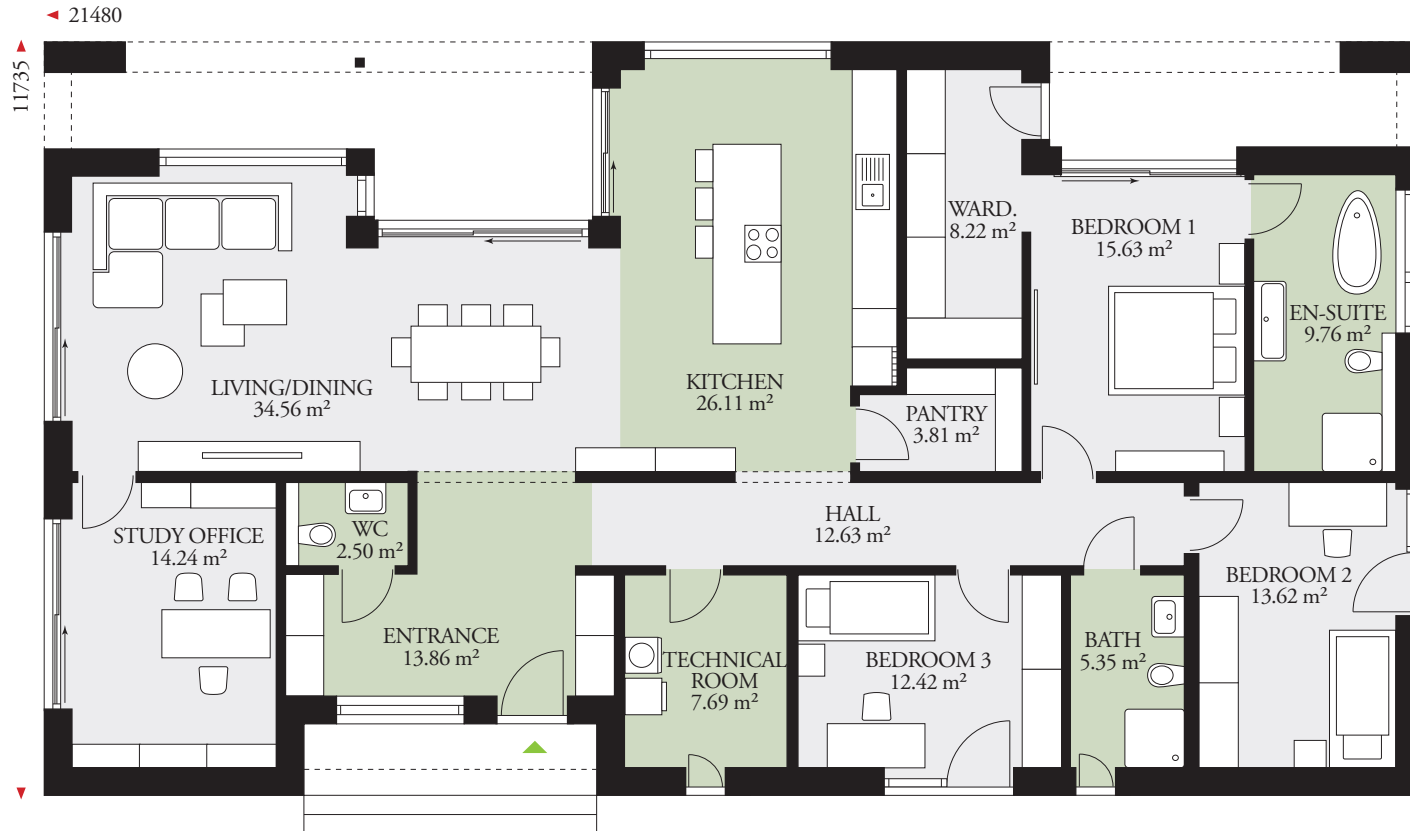 21480
11735
WARD.
8.22 m²
BEDROOM 1
15.63 m²
EN-SUITE
9.76 m²
LIVING/DINING
34.56 m²
KITCHEN
26.11 m²
PANTRY
3.81 m²
STUDY OFFICE
14.24 m²
WC
2.50 m²
HALL
12.63 m²
BEDROOM 2
13.62 m²
ENTRANCE
13.86 m²
TECHNICAL
ROOM
7.69 m²
BEDROOM 3
12.42 m²
BATH
5.35 m²